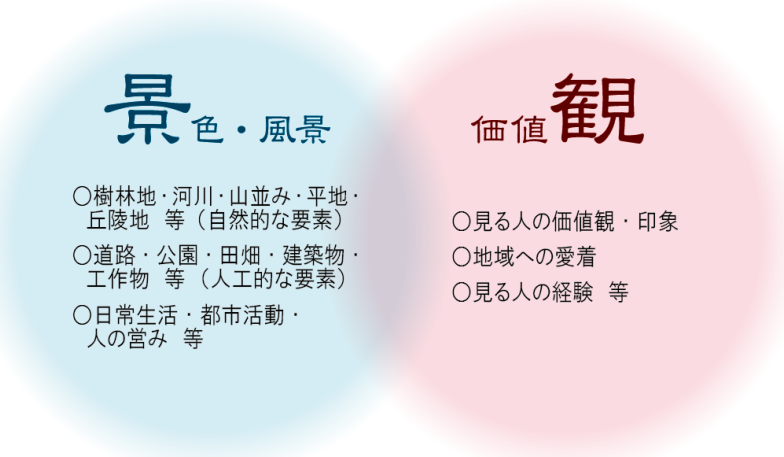 景色・風景
〇樹林地・河川・山並み・平地・
丘陵地 等（自然的な要素）
〇道路・公園・田畑・建築物・
工作物 等（人工的な要素）
〇日常生活・都市活動・
人の営み 等
価値観
〇見る人の価値観・印象
〇地域への愛着
〇見る人の経験 等